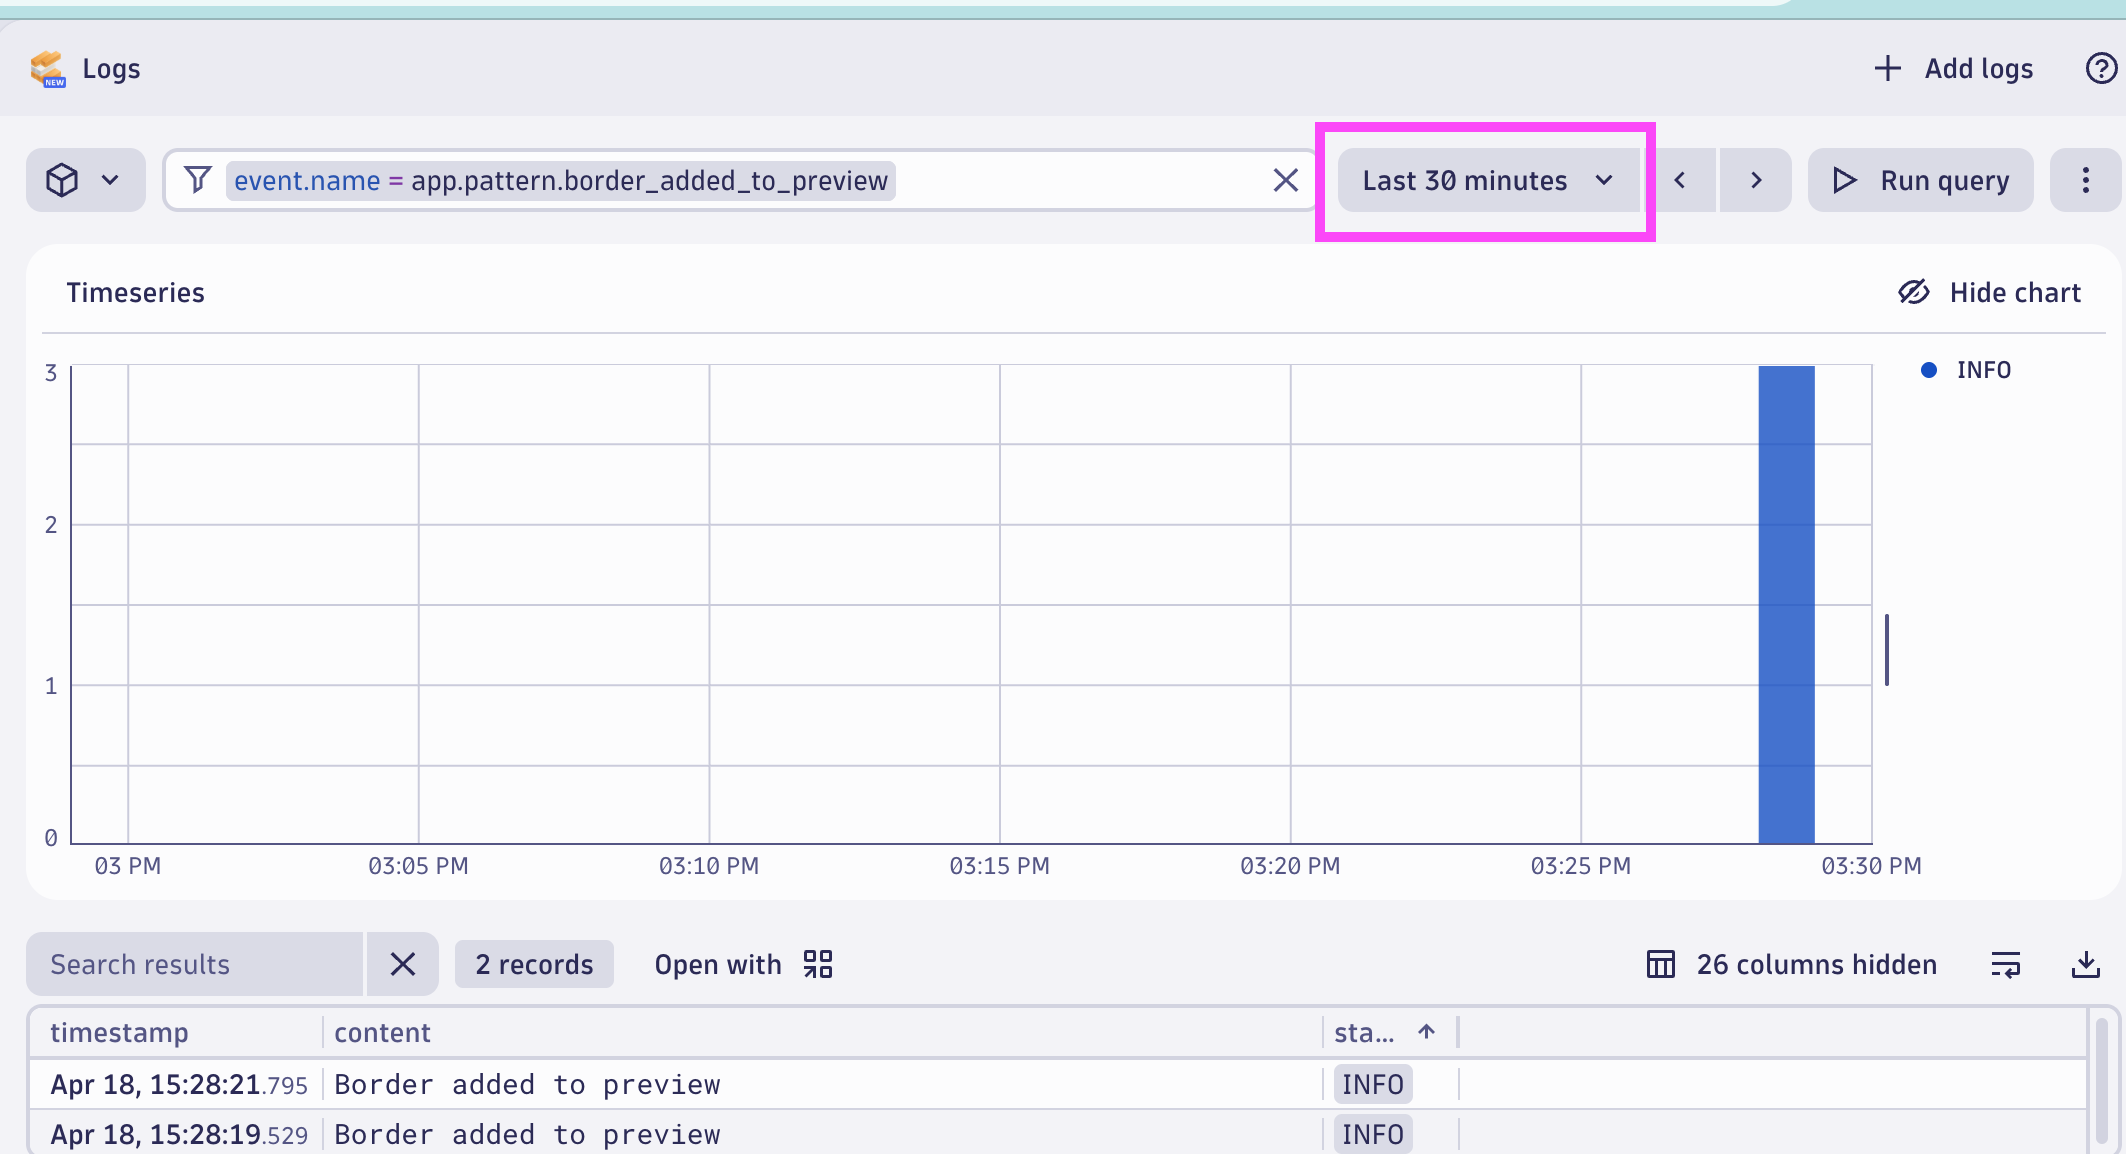 NEW
Logs
Add logs
event.name = app.pattern.border_added_to_preview
Last 30 minutes
Run query
Timeseries
Hide chart
INFO
3
2
1
0
03 PM
03:05 PM
03:10 PM
03:15 PM
03:20 PM
03:25 PM
03:30 PM
Search results
2 records
Open with
26 columns hidden
timestamp content sta...
Apr 18, 15:28:21.795 Border added to preview INFO
Apr 18, 15:28:19.529 Border added to preview INFO